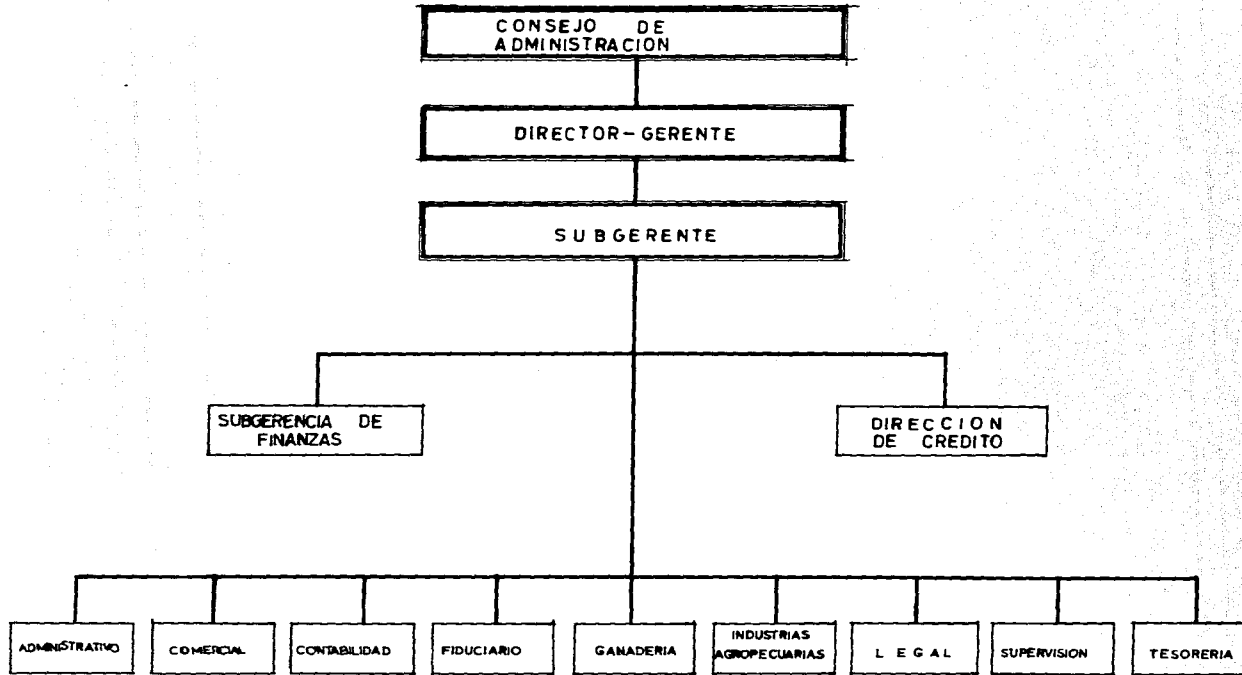 CONSEJO DE
ADMINISTRACION
DIRECTOR-GERENTE
SUBGERENTE
SUBGERENCIA DE
FINANZAS
DIRECCION
DE CREDITO
ADMINISTRATIVO
COMERCIAL
CONTABILIDAD
FIDUCIARIO
GANADERIA
INDUSTRIAS
AGROPECUARIAS
LEGAL
SUPERVISION
TESORERIA